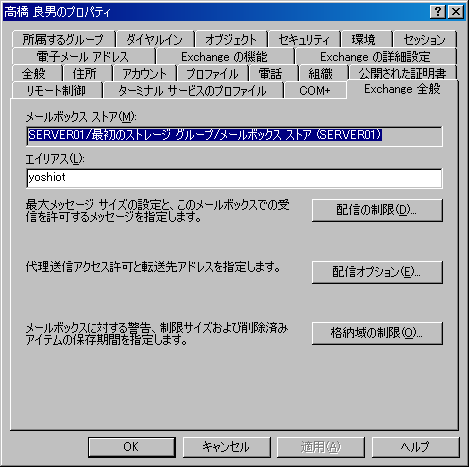 高橋 良男のプロパティ
所属するグループ ダイヤルイン オブジェクト セキュリティ 環境 セッション
電子メール アドレス Exchange の機能 Exchange の詳細設定
全般 住所 アカウント プロファイル 電話 組織 公開された証明書
リモート制御 ターミナル サービスのプロファイル COM+ Exchange 全般
メールボックス ストア(M):
SERVER01/最初のストレージ グループ/メールボックス ストア (SERVER01)
エイリアス(L):
yoshiot
最大メッセージ サイズの設定と、このメールボックスでの受
信を許可するメッセージを指定します。
配信の制限(D)...
代理送信アクセス許可と転送先アドレスを指定します。
配信オプション(E)...
メールボックスに対する警告、制限サイズおよび削除済み
アイテムの保存期間を指定します。
格納域の制限(O)...
OK キャンセル 適用(A) ヘルプ